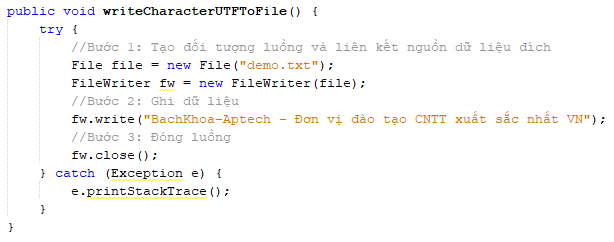 public void writeCharacterUTFToFile() {
try {
//Bước 1: Tạo đối tượng luồng và liên kết nguồn dữ liệu đích
File file = new File("demo.txt");
FileWriter fw = new FileWriter(file);
//Bước 2: Ghi dữ liệu
fw.write("BachKhoa-Aptech - Đơn vị đào tạo CNTT xuất sắc nhất VN");
//Bước 3: Đóng luồng
fw.close();
} catch (Exception e) {
e.printStackTrace();
}
}